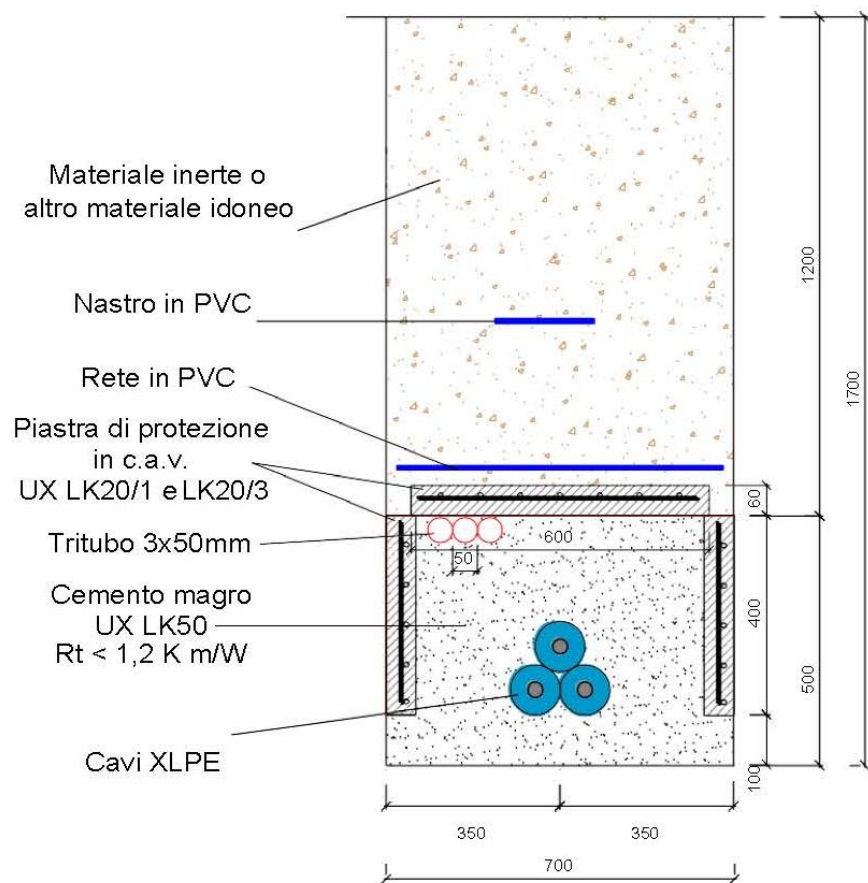 Materiale inerte o
altro materiale idoneo
Nastro in PVC
Rete in PVC
Piastra di protezione
in c.a.v.
UX LK20/1 e LK20/3
Tritubo 3x50mm
Cemento magro
UX LK50
Rt < 1,2 K m/W
Cavi XLPE
1200
1700
60
600
50
400
500
100
350
350
700